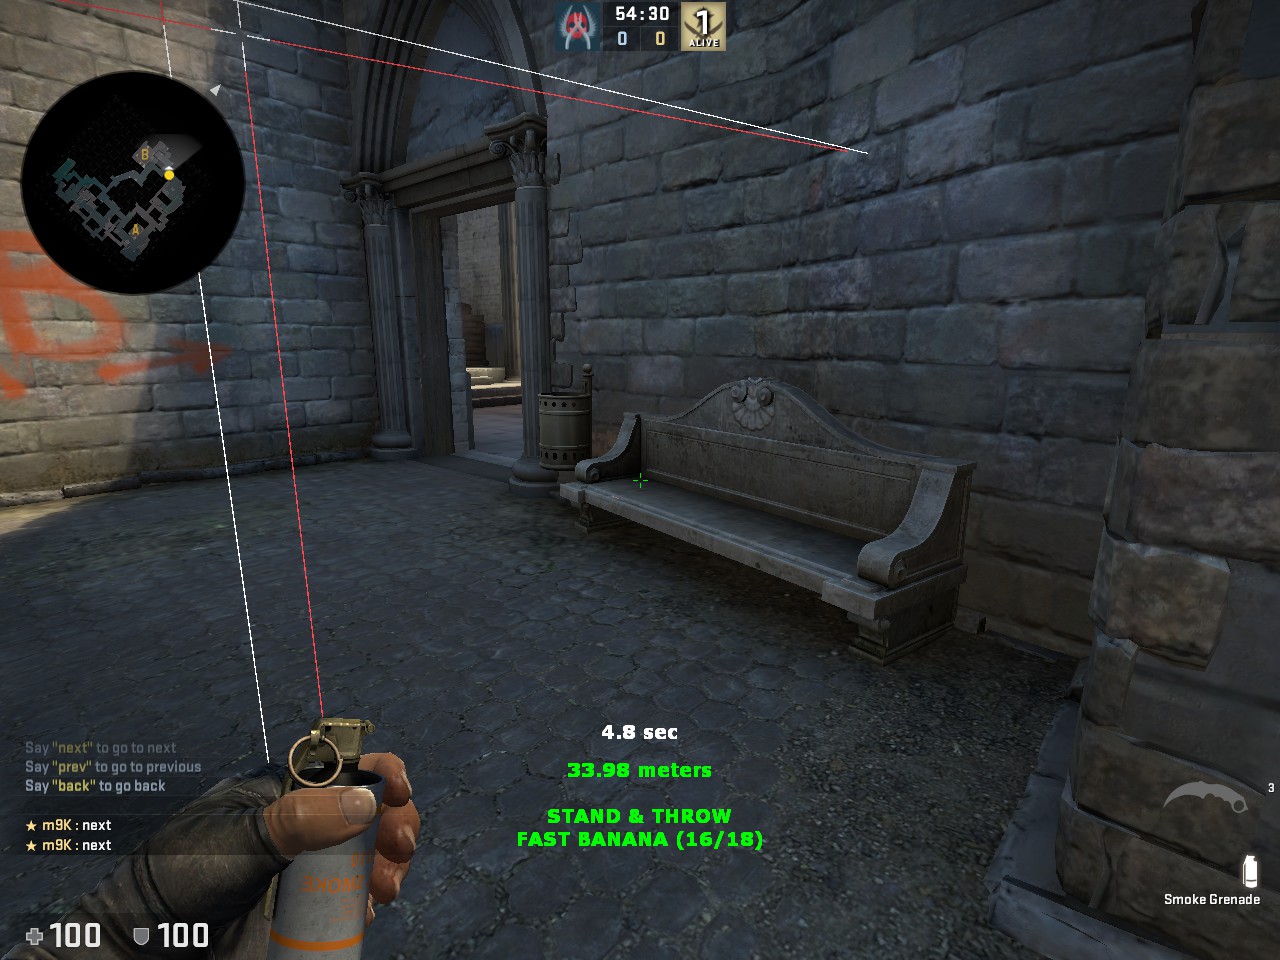 54:30
0 0
1
ALIVE
B
A
4.8 sec
33.98 meters
STAND & THROW
FAST BANANA (16/18)
Say "next" to go to next
Say "prev" to go to previous
Say "back" to go back
★ m9K : next
★ m9K : next
3
Smoke Grenade
100 100